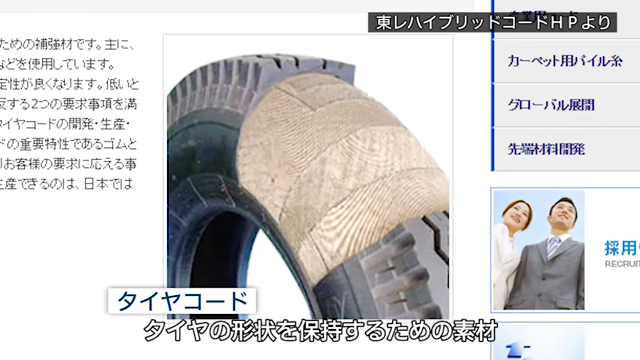 東レハイブリッドコードＨＰより
ための補強材です。主に、
などを使用しています。
定性が良くなります。低いと
反する2つの要求事項を満
タイヤコードの開発・生産・
ドの重要特性であるゴムと
りお客様の要求に応える事
生産できるのは、日本では
カーペット用パイル糸
グローバル展開
先端材料開発
採用
RECRUI
タイヤコード
タイヤの形状を保持するための素材